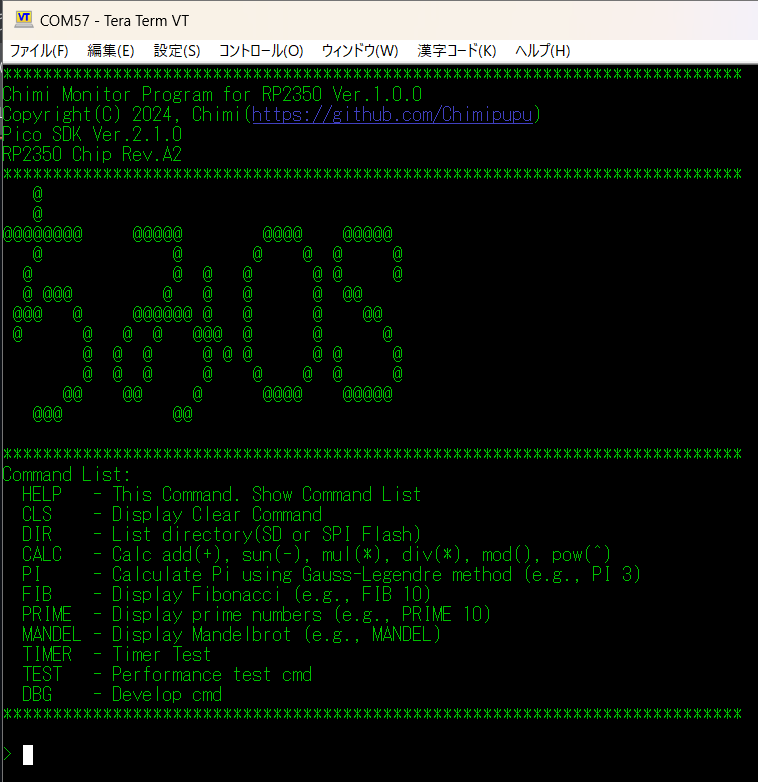 COM57 - Tera Term VT
ファイル(F) 編集(E) 設定(S) コントロール(O) ウィンドウ(W) 漢字コード(K) ヘルプ(H)
**************************************************************************
Chimi Monitor Program for RP2350 Ver.1.0.0
Copyright(C) 2024, Chimi(https://github.com/Chimipupu)
Pico SDK Ver.2.1.0
RP2350 Chip Rev.A2
**************************************************************************
ちみOS
**************************************************************************
Command List:
HELP - This Command. Show Command List
CLS - Display Clear Command
DIR - List directory(SD or SPI Flash)
CALC - Calc add(+), sun(-), mul(*), div(*), mod(), pow(^)
PI - Calculate Pi using Gauss-Legendre method (e.g., PI 3)
FIB - Display Fibonacci (e.g., FIB 10)
PRIME - Display prime numbers (e.g., PRIME 10)
MANDEL - Display Mandelbrot (e.g., MANDEL)
TIMER - Timer Test
TEST - Performance test cmd
DBG - Develop cmd
**************************************************************************
>